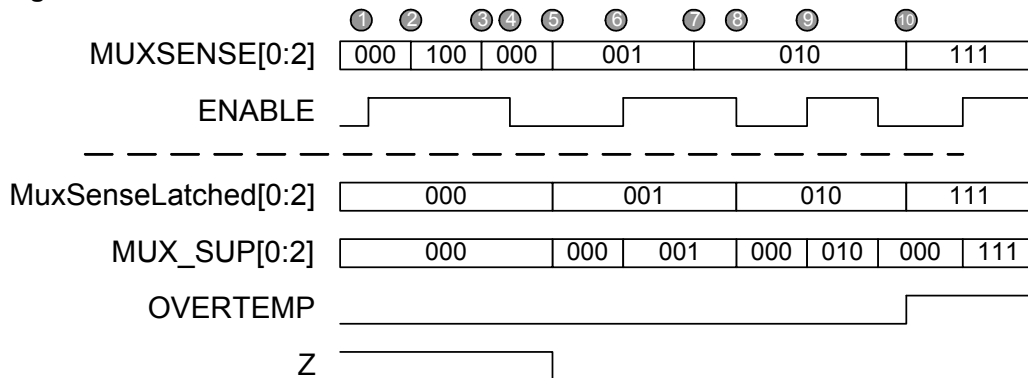 1 2 3 4 5 6 7 8 9 10
MUXSENSE[0:2] 000 100 000 001 010 111
ENABLE
MuxSenseLatched[0:2] 000 001 010 111
MUX_SUP[0:2] 000 000 001 000 010 000 111
OVERTEMP
Z